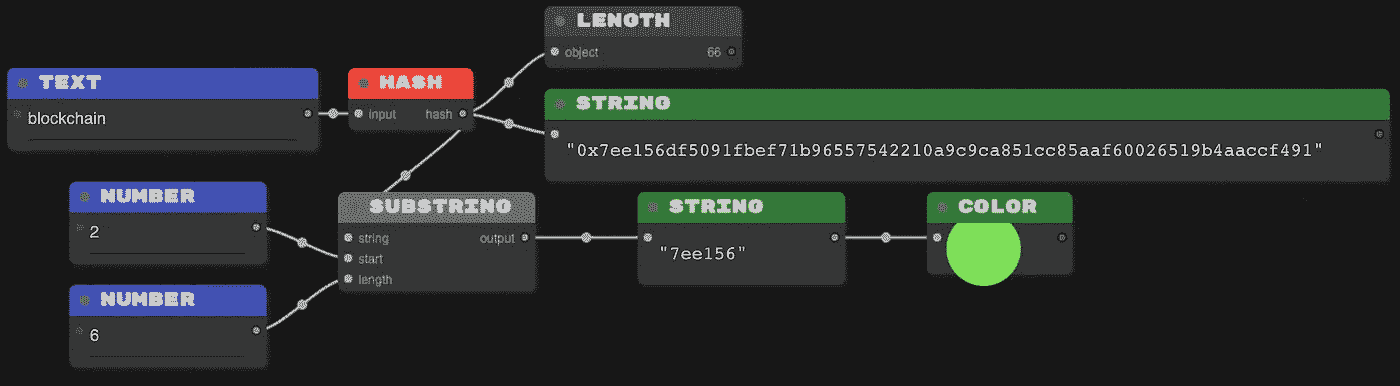 LENGTH
object 66
TEXT
blockchain
HASH
input hash
STRING
"0x7ee156df5091fbef71b96557542210a9c9ca851cc85aaf60026519b4aaccf491"
NUMBER
2
SUBSTRING
string output
start
length
STRING
"7ee156"
COLOR
NUMBER
6